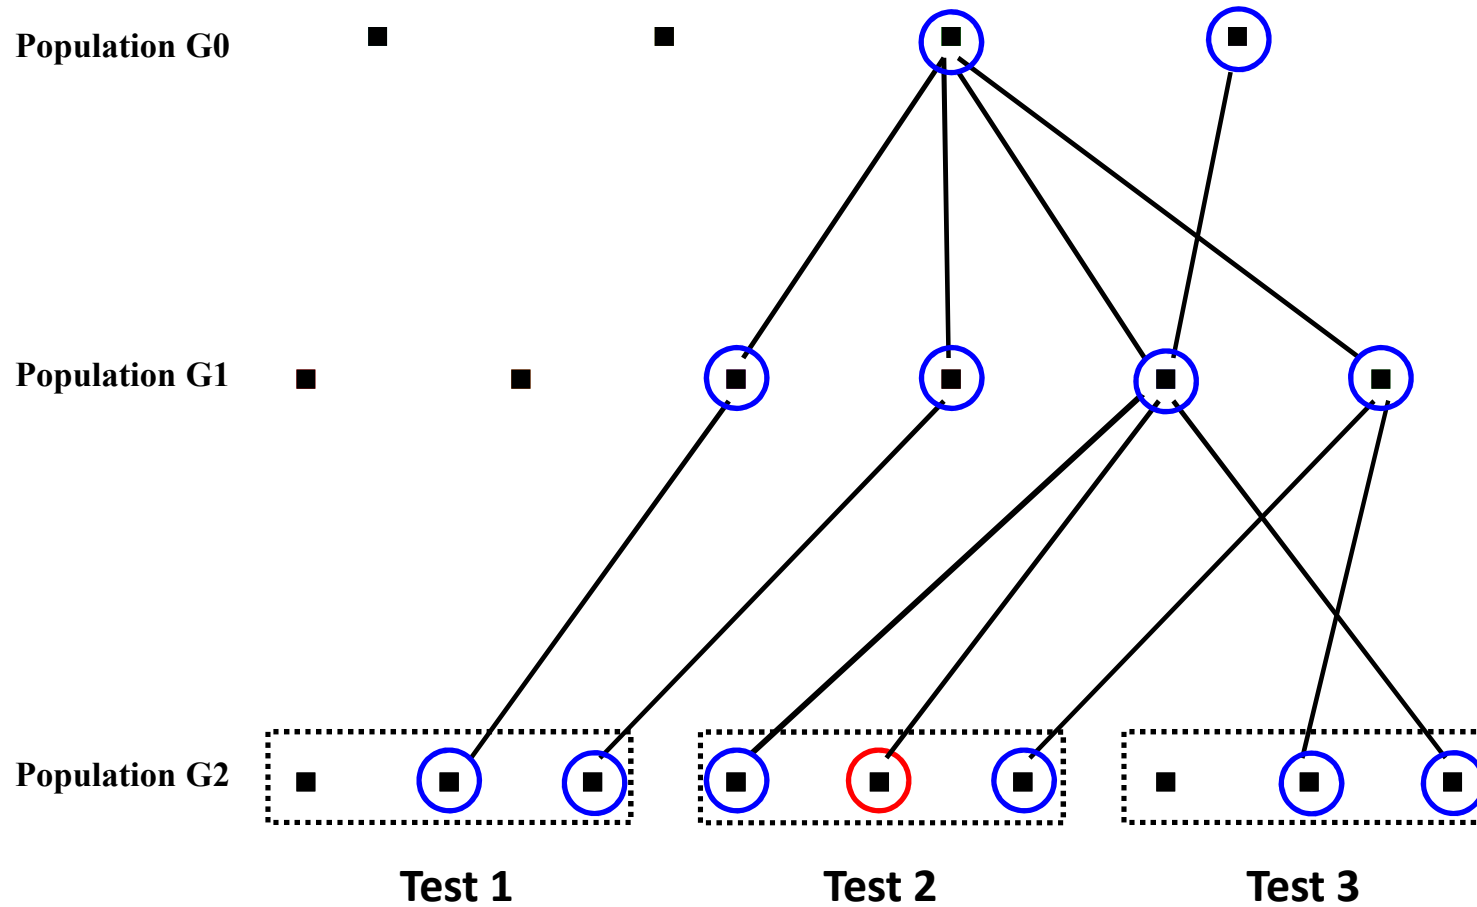 Population G0
Population G1
Population G2
Test 1
Test 2
Test 3